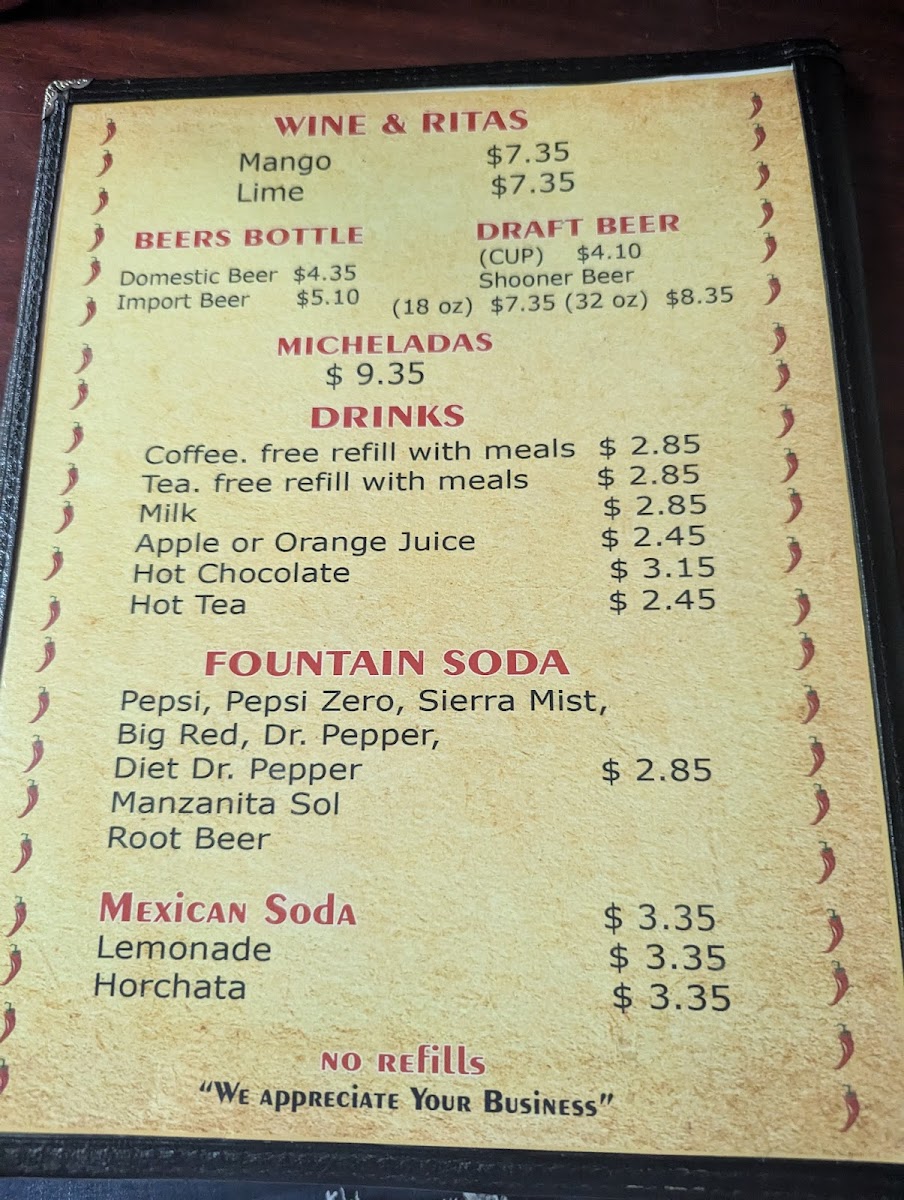 WINE & RITAS
Mango $7.35
Lime $7.35
BEERS BOTTLE
Domestic Beer $4.35
Import Beer $5.10
DRAFT BEER
(CUP) $4.10
Shooner Beer
(18 oz) $7.35 (32 oz) $8.35
MICHELADAS
$ 9.35
DRINKS
Coffee. free refill with meals $ 2.85
Tea. free refill with meals $ 2.85
Milk $ 2.85
Apple or Orange Juice $ 2.45
Hot Chocolate $ 3.15
Hot Tea $ 2.45
FOUNTAIN SODA
Pepsi, Pepsi Zero, Sierra Mist,
Big Red, Dr. Pepper,
Diet Dr. Pepper $ 2.85
Manzanita Sol
Root Beer
MEXiCAN SodA $ 3.35
Lemonade $ 3.35
Horchata $ 3.35
NO REfills
“WE AppRECiATE YOUR BUSiNESS”